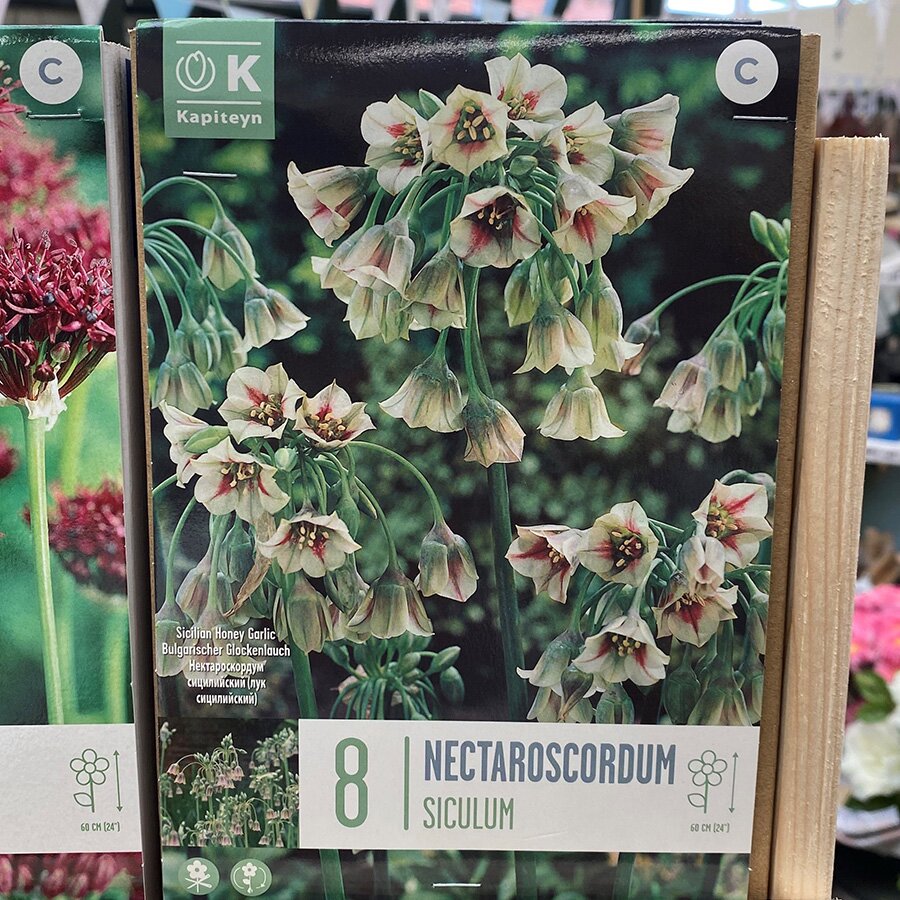 C
K
Kapiteyn
C
Sicilian Honey Garlic
Bulgarischer Glockenlauch
Нектароскордум
сицилийский (лук
сицилийский)
8
NECTAROSCORDUM
SICULUM
60 CM (24")
60 CM (24")